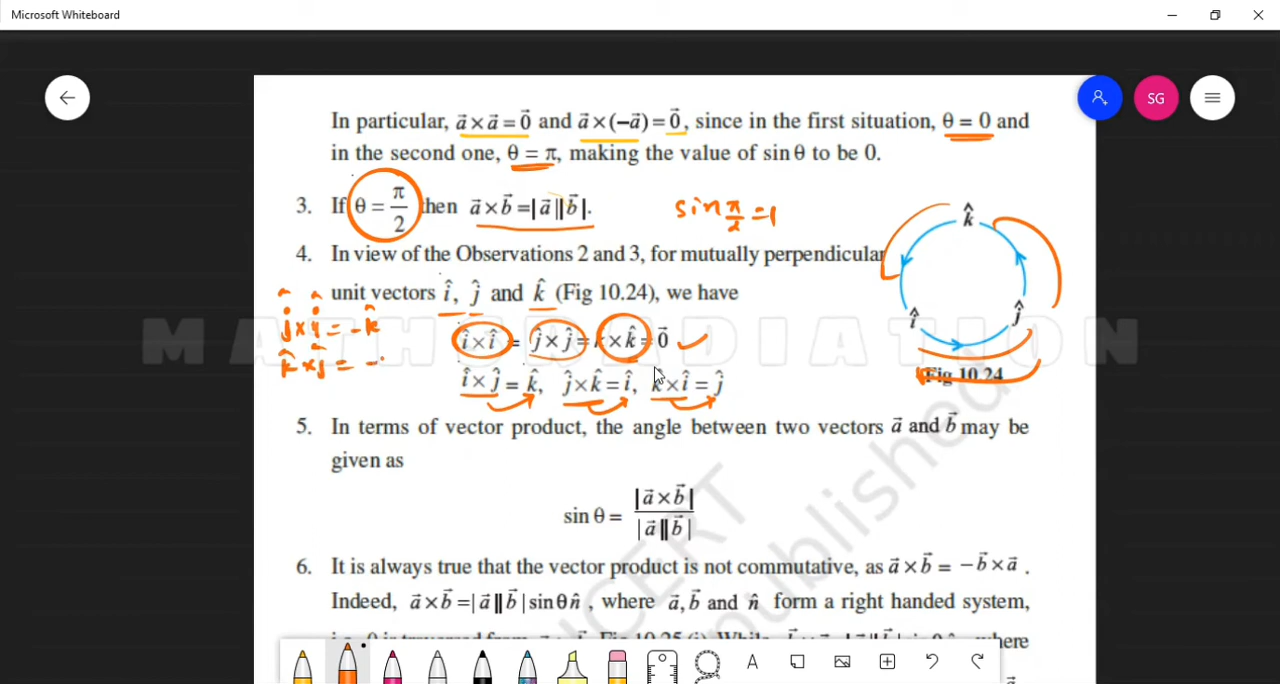 Microsoft Whiteboard
In particular, a⃗ × a⃗ = 0⃗ and a⃗ × (−a⃗) = 0⃗, since in the first situation, θ = 0 and
SG
in the second one, θ = π, making the value of sin θ to be 0.
3. If θ = π/2 then a⃗ × b⃗ = |a⃗||b⃗|.
sin π/2 = 1
k̂
4. In view of the Observations 2 and 3, for mutually perpendicular
unit vectors î, ĵ and k̂ (Fig 10.24), we have
î ĵ
ĵ × î = −k̂
î × î = ĵ × ĵ = k̂ × k̂ = 0⃗
MATHSRADIATION
k̂ × ĵ = -
î × ĵ = k̂, ĵ × k̂ = î, k̂ × î = ĵ
Fig 10.24
5. In terms of vector product, the angle between two vectors a⃗ and b⃗ may be
given as
sin θ = |a⃗ × b⃗| / |a⃗||b⃗|
6. It is always true that the vector product is not commutative, as a⃗ × b⃗ = −b⃗ × a⃗.
Indeed, a⃗ × b⃗ = |a⃗||b⃗| sin θ n̂, where a⃗, b⃗ and n̂ form a right handed system,
NCERT
published
A